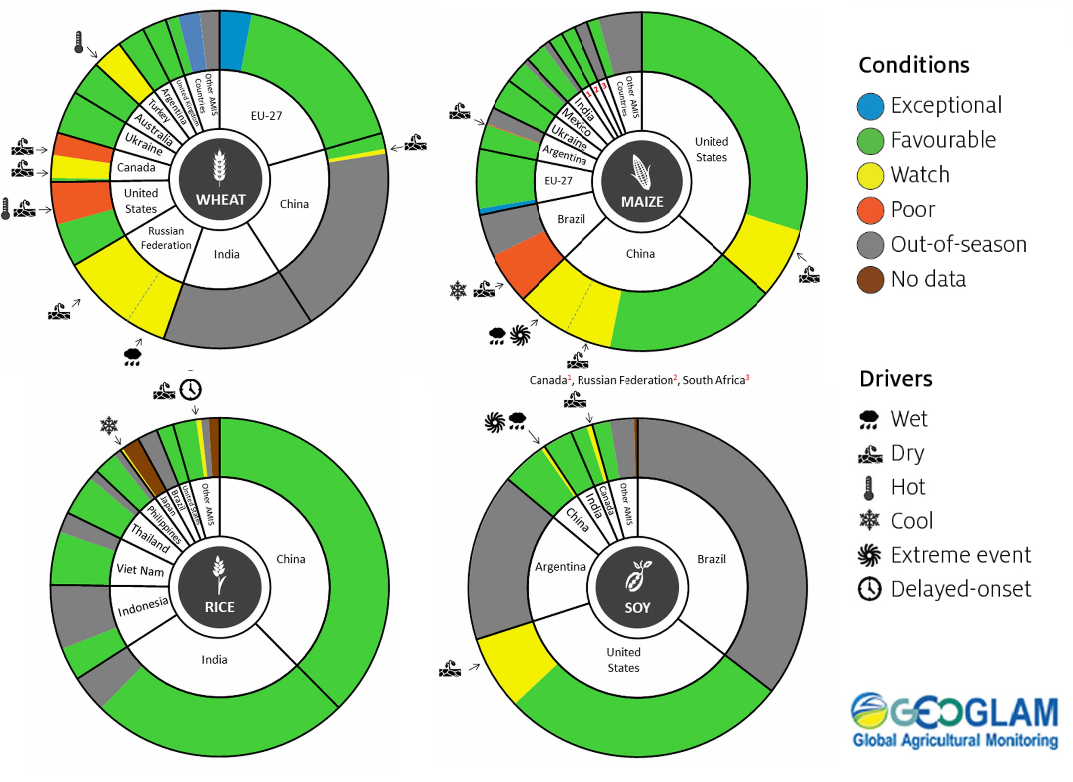 EU-27
China
India
Russian
Federation
United
States
Canada
Ukraine
Australia
Turkey
Argentina
United Kingdom
Other AMIS
Countries
WHEAT
United
States
China
Brazil
EU-27
Argentina
Ukraine
Mexico
India
1
2
3
Other AMIS
Countries
MAIZE
Canada1, Russian Federation2, South Africa3
China
India
Indonesia
Viet Nam
Thailand
Philippines
Japan
Brazil
United States
Other AMIS
RICE
Brazil
United
States
Argentina
China
India
Canada
Other AMIS
SOY
Conditions
Exceptional
Favourable
Watch
Poor
Out-of-season
No data
Drivers
Wet
Dry
Hot
Cool
Extreme event
Delayed-onset
GEOGLAM
Global Agricultural Monitoring